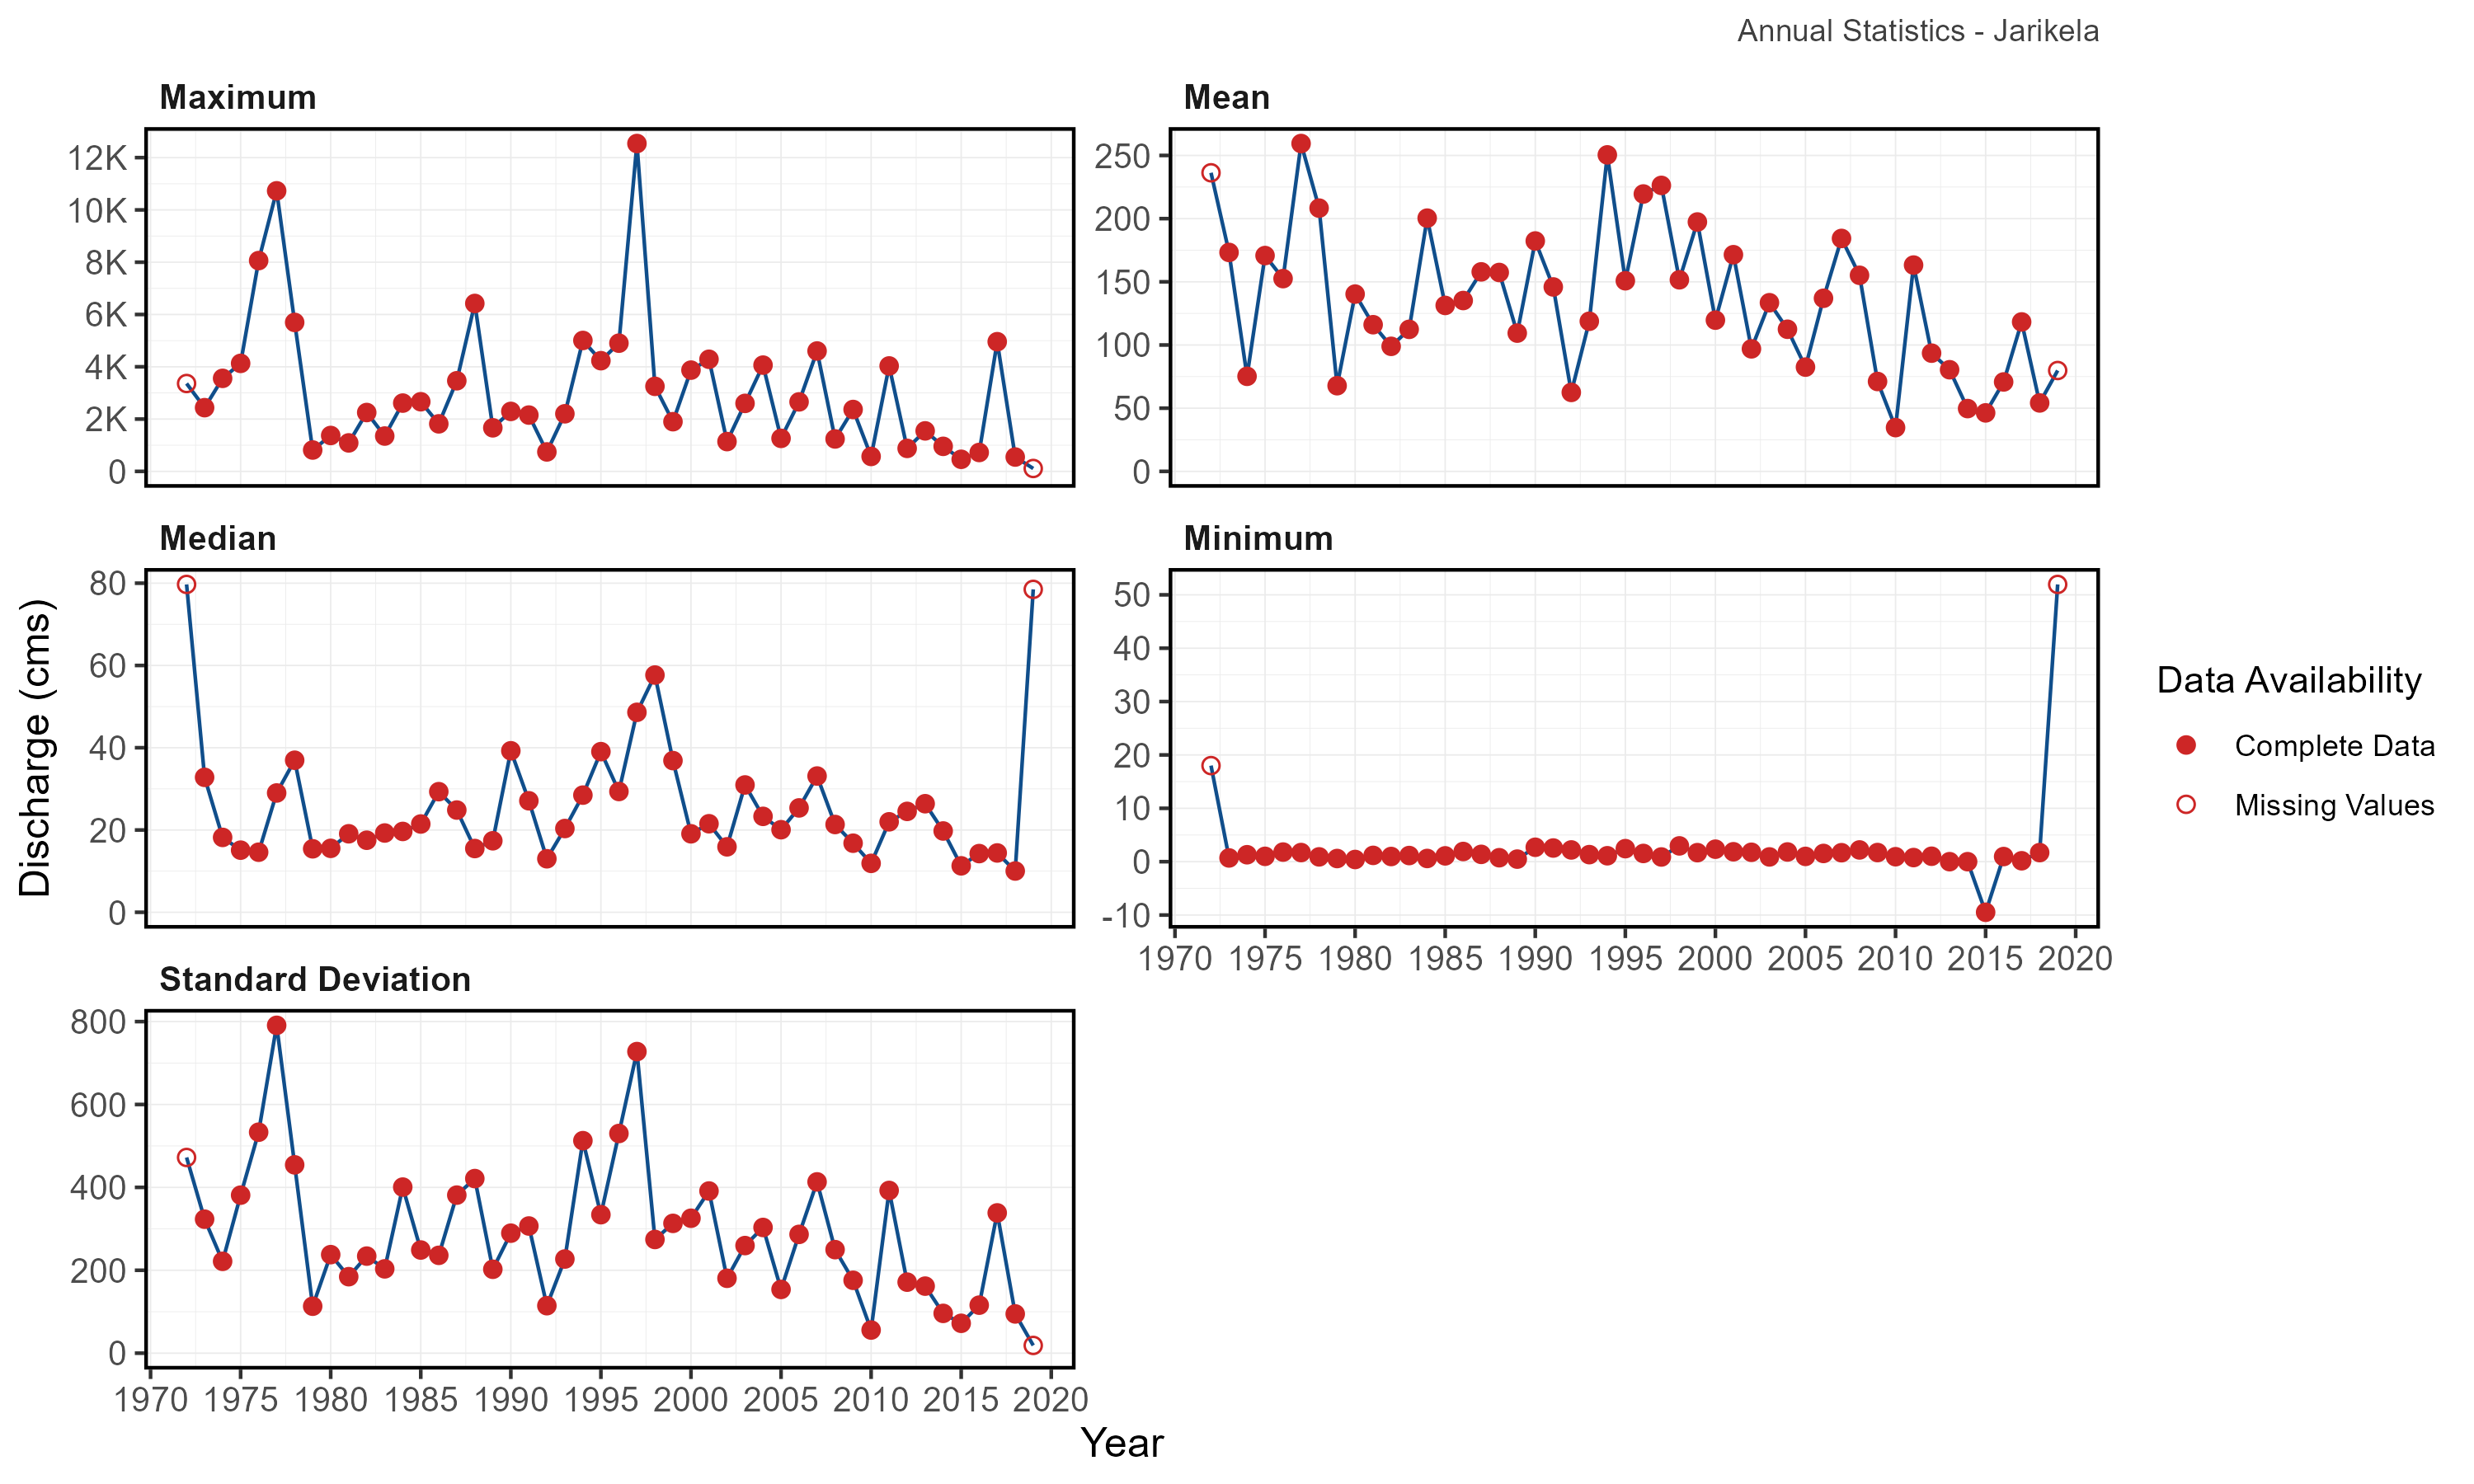 Annual Statistics - Jarikela
Maximum
12K
10K
8K
6K
4K
2K
0
Mean
250
200
150
100
50
0
Discharge (cms)
Median
80
60
40
20
0
Minimum
50
40
30
20
10
0
-10
1970 1975 1980 1985 1990 1995 2000 2005 2010 2015 2020
Standard Deviation
800
600
400
200
0
1970 1975 1980 1985 1990 1995 2000 2005 2010 2015 2020
Year
Data Availability
Complete Data
Missing Values